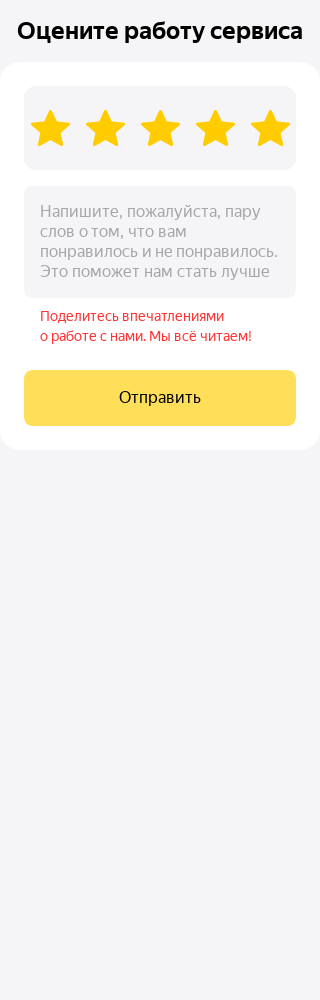 Оцените работу сервиса
Напишите, пожалуйста, пару
слов о том, что вам
понравилось и не понравилось.
Это поможет нам стать лучше
Поделитесь впечатлениями
о работе с нами. Мы всё читаем!
Отправить